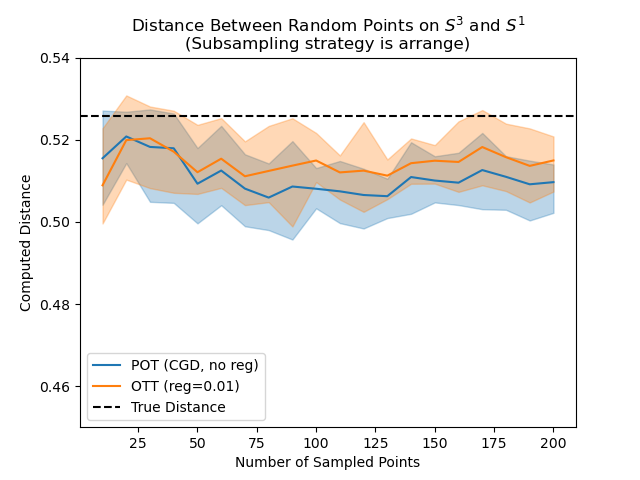 Distance Between Random Points on $S^3$ and $S^1$
(Subsampling strategy is arrange)
Computed Distance
0.54
0.52
0.50
0.48
0.46
POT (CGD, no reg)
OTT (reg=0.01)
True Distance
25
50
75
100
125
150
175
200
Number of Sampled Points